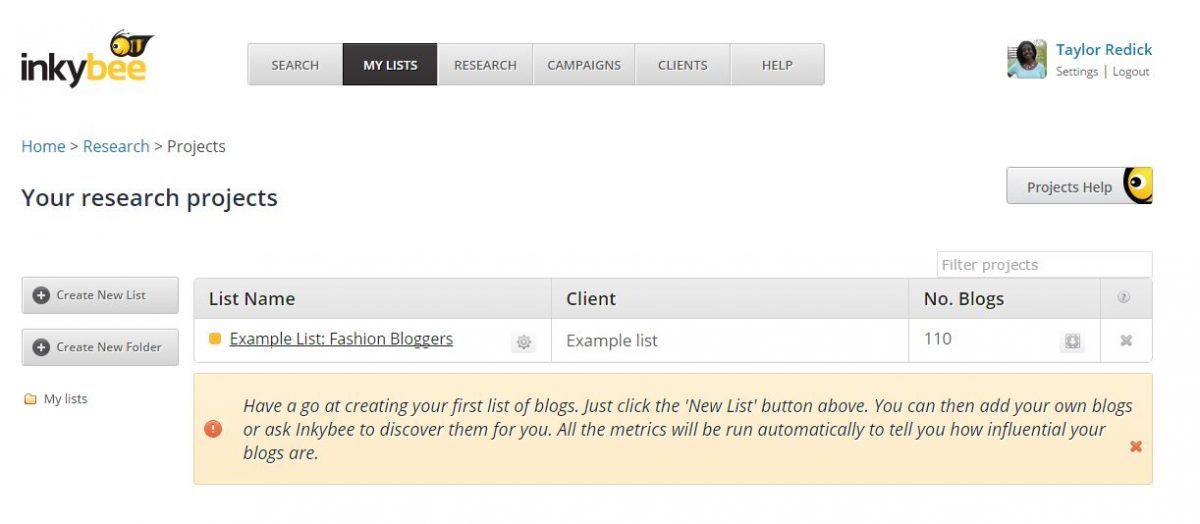 inkybee
SEARCH MY LISTS RESEARCH CAMPAIGNS CLIENTS HELP
Taylor Redick
Settings | Logout
Home > Research > Projects
Your research projects
Projects Help
Filter projects
Create New List
Create New Folder
My lists
List Name Client No. Blogs ?
Example List: Fashion Bloggers Example list 110
Have a go at creating your first list of blogs. Just click the 'New List' button above. You can then add your own blogs
or ask Inkybee to discover them for you. All the metrics will be run automatically to tell you how influential your
blogs are.